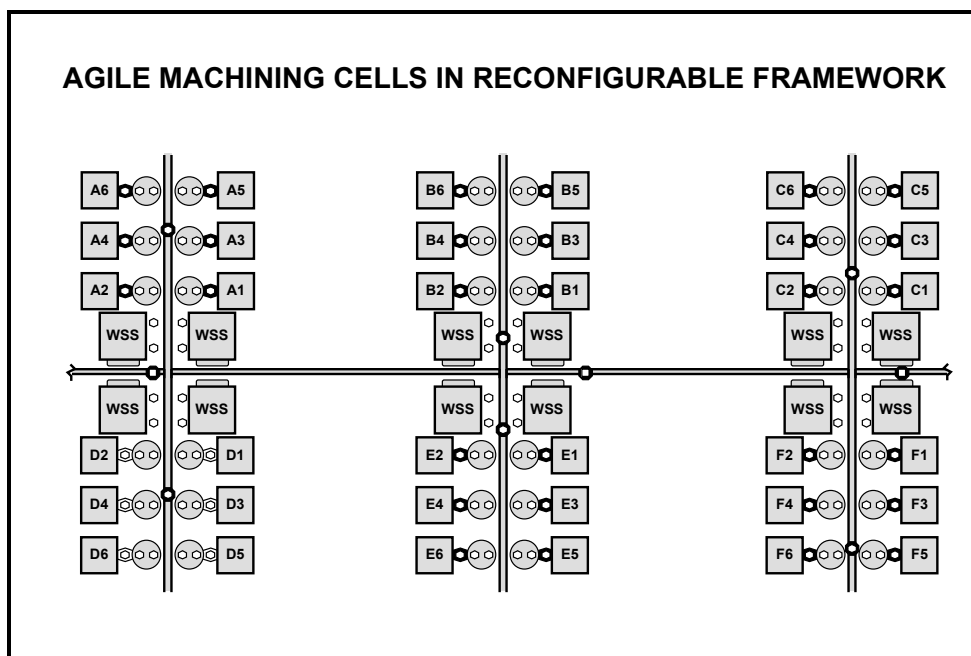 AGILE MACHINING CELLS IN RECONFIGURABLE FRAMEWORK
A6 A5 B6 B5 C6 C5
A4 A3 B4 B3 C4 C3
A2 A1 B2 B1 C2 C1
WSS WSS WSS WSS WSS WSS
WSS WSS WSS WSS WSS WSS
D2 D1 E2 E1 F2 F1
D4 D3 E4 E3 F4 F3
D6 D5 E6 E5 F6 F5